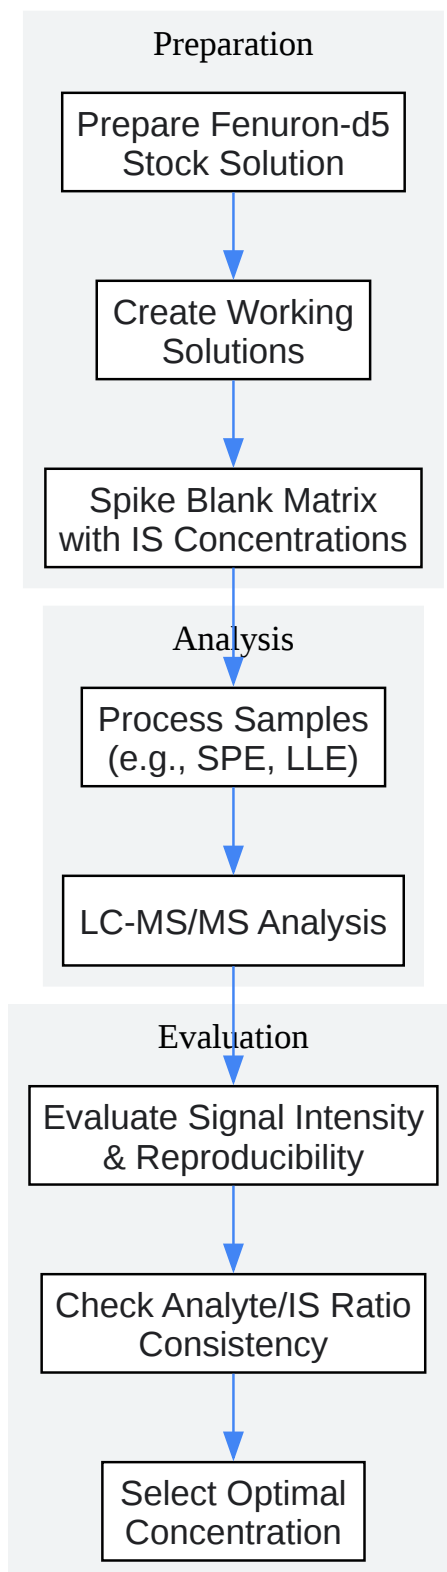 Preparation
Prepare Fenuron-d5
Stock Solution
Create Working
Solutions
Spike Blank Matrix
with IS Concentrations
Analysis
Process Samples
(e.g., SPE, LLE)
LC-MS/MS Analysis
Evaluation
Evaluate Signal Intensity
& Reproducibility
Check Analyte/IS Ratio
Consistency
Select Optimal
Concentration